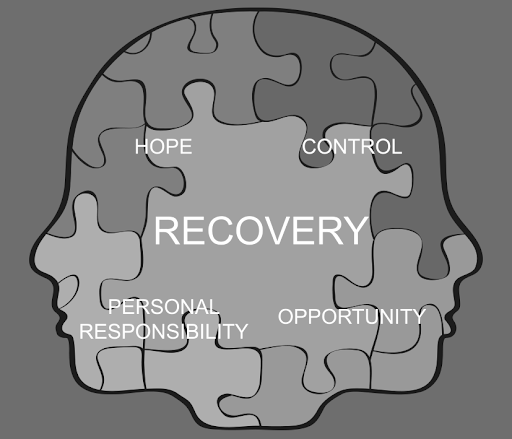 HOPE
CONTROL
RECOVERY
PERSONAL
RESPONSIBILITY
OPPORTUNITY